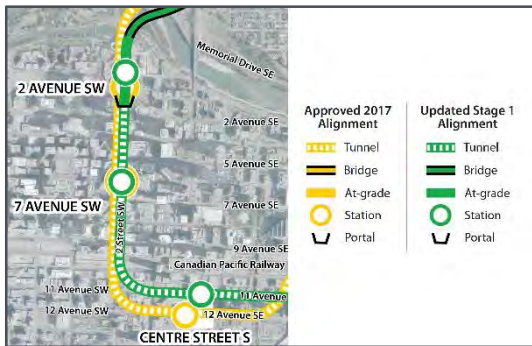 Memorial Drive SE
2 AVENUE SW
2 Avenue SE
5 Avenue SE
7 AVENUE SW
7 Avenue SE
2 Street SW
9 Avenue SE
Canadian Pacific Railway
11 Avenue SW
11 Avenue
12 Avenue SW
12 Avenue SE
CENTRE STREET S
Approved 2017
Alignment
Tunnel
Bridge
At-grade
Station
Portal
Updated Stage 1
Alignment
Tunnel
Bridge
At-grade
Station
Portal